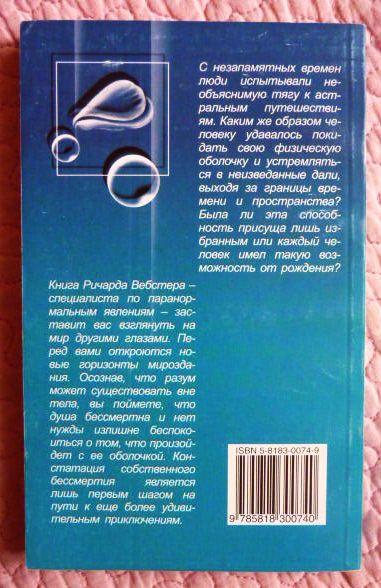 С незапамятных времен
люди испытывали не-
объяснимую тягу к аст-
ральным путешестви-
ям. Каким же образом че-
ловеку удавалось поки-
дать свою физическую
оболочку и устремлять-
ся в неизведанные дали,
выходя за границы вре-
мени и пространства?
Была ли эта способ-
ность присуща лишь из-
бранным или каждый че-
ловек имел такую воз-
можность от рождения?
Книга Ричарда Вебстера –
специалиста по паранор-
мальным явлениям – зас-
тавит вас взглянуть на
мир другими глазами. Пе-
ред вами откроются но-
вые горизонты мирозда-
ния. Осознав, что разум
может существовать вне
тела, вы поймете, что
душа бессмертна и нет
нужды излишне беспоко-
иться о том, что произой-
дет с ее оболочкой. Кон-
статация собственного
бессмертия является
лишь первым шагом на
пути к еще более удиви-
тельным приключениям.
ISBN 5-8183-0074-9
9 785818 300740